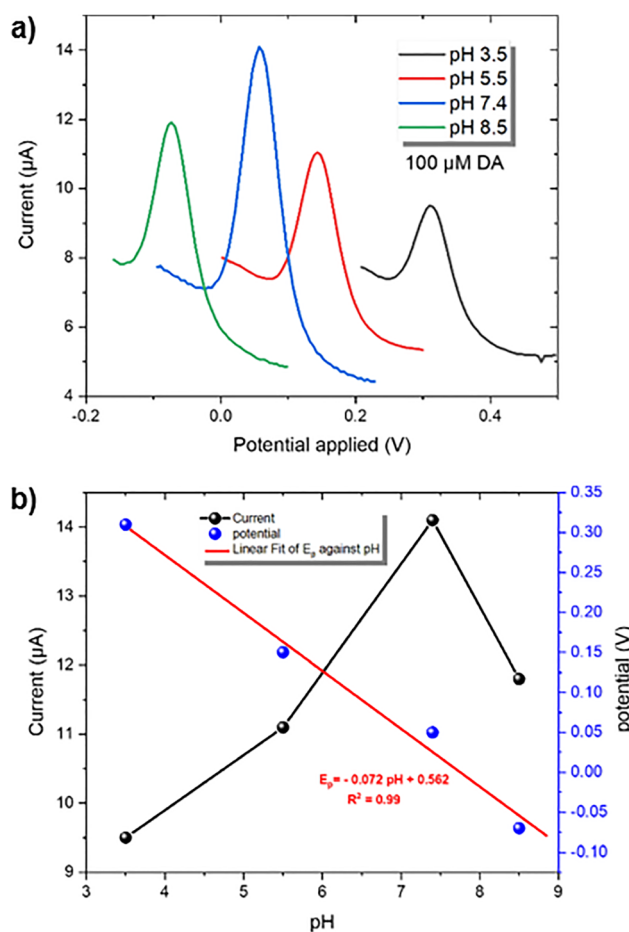 a)
14
12
10
8
6
4
Current (µA)
pH 3.5
pH 5.5
pH 7.4
pH 8.5
100 µM DA
-0.2
0.0
0.2
0.4
Potential applied (V)
b)
14
13
12
11
10
9
Current (µA)
Current
potential
Linear Fit of Eₚ against pH
Eₚ= - 0.072 pH + 0.562
R² = 0.99
0.35
0.30
0.25
0.20
0.15
0.10
0.05
0.00
-0.05
-0.10
potential (V)
3
4
5
6
7
8
9
pH